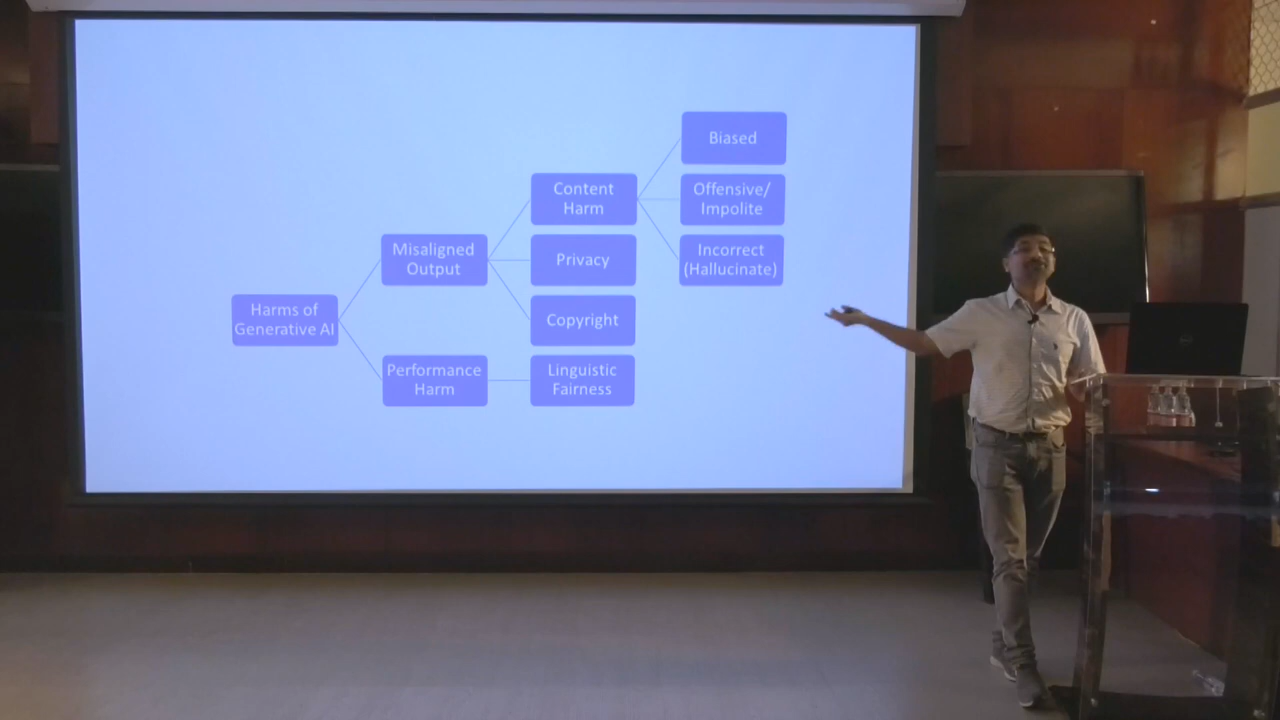 Biased
Content
Harm
Offensive/
Impolite
Misaligned
Output
Privacy
Incorrect
(Hallucinate)
Harms of
Generative AI
Copyright
Performance
Harm
Linguistic
Fairness